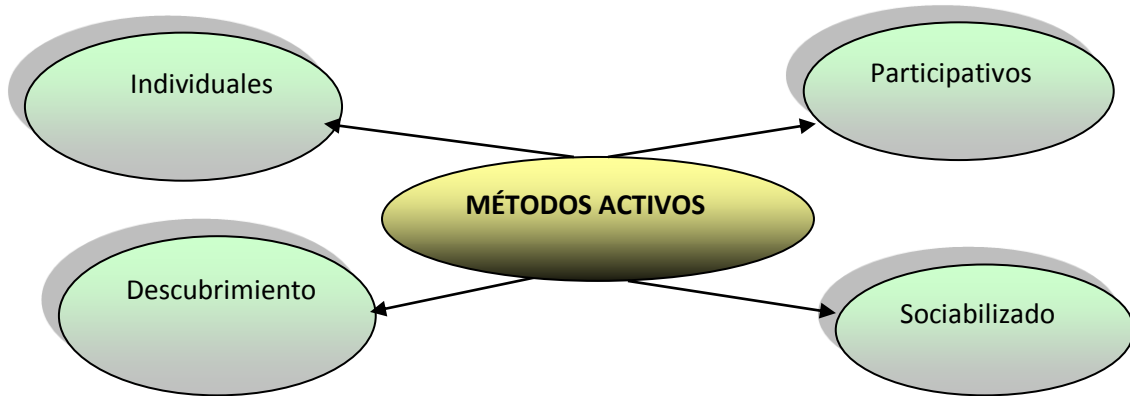 Individuales
Participativos
MÉTODOS ACTIVOS
Descubrimiento
Sociabilizado